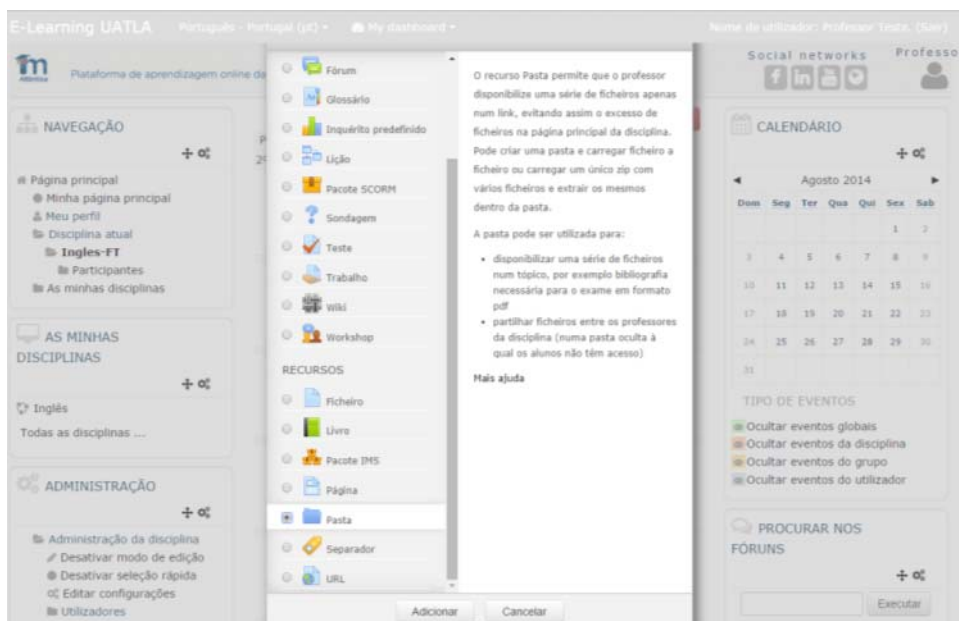 E-Learning UATLA
Português - Portugal (pt)
My dashboard
Nome de utilizador: Professor Teste. (Sair)
Plataforma de aprendizagem online da
Social networks
Professo
NAVEGAÇÃO
Página principal
Minha página principal
Meu perfil
Disciplina atual
Ingles-FT
Participantes
As minhas disciplinas
AS MINHAS
DISCIPLINAS
Inglês
Todas as disciplinas ...
ADMINISTRAÇÃO
Administração da disciplina
Desativar modo de edição
Desativar seleção rápida
Editar configurações
Utilizadores
Fórum
Glossário
Inquérito predefinido
Lição
Pacote SCORM
Sondagem
Teste
Trabalho
Wiki
Workshop
RECURSOS
Ficheiro
Livro
Pacote IMS
Página
Pasta
Separador
URL
O recurso Pasta permite que o professor
disponibilize uma série de ficheiros apenas
num link, evitando assim o excesso de
ficheiros na página principal da disciplina.
Pode criar uma pasta e carregar ficheiro a
ficheiro ou carregar um único zip com
vários ficheiros e extrair os mesmos
dentro da pasta.
A pasta pode ser utilizada para:
disponibilizar uma série de ficheiros
num tópico, por exemplo bibliografia
necessária para o exame em formato
pdf
partilhar ficheiros entre os professores
da disciplina (numa pasta oculta à
qual os alunos não têm acesso)
Mais ajuda
Adicionar Cancelar
CALENDÁRIO
Agosto 2014
Dom Seg Ter Qua Qui Sex Sab
1 2
3 4 5 6 7 8 9
10 11 12 13 14 15 16
17 18 19 20 21 22 23
24 25 26 27 28 29 30
31
TIPO DE EVENTOS
Ocultar eventos globais
Ocultar eventos da disciplina
Ocultar eventos do grupo
Ocultar eventos do utilizador
PROCURAR NOS
FÓRUNS
Executar